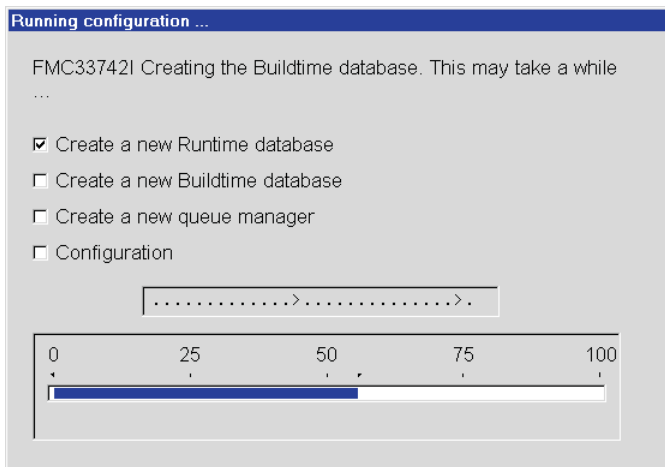 Running configuration ...
FMC33742I Creating the Buildtime database. This may take a while
...
Create a new Runtime database
Create a new Buildtime database
Create a new queue manager
Configuration
.............>..............>.
0 25 50 75 100